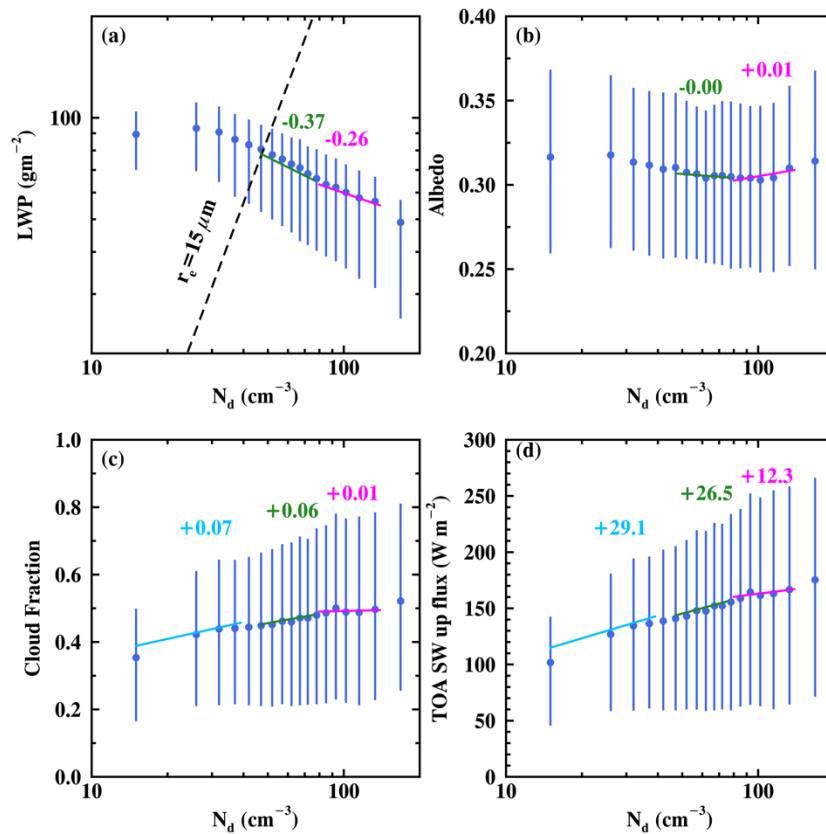 (a)
100
-0.37
-0.26
r_e=15 μm
LWP (gm⁻²)
10
100
N_d (cm⁻³)
(b)
0.40
0.35
0.30
0.25
0.20
-0.00
+0.01
Albedo
10
100
N_d (cm⁻³)
(c)
1.0
0.8
0.6
0.4
0.2
0.0
+0.07
+0.06
+0.01
Cloud Fraction
10
100
N_d (cm⁻³)
(d)
300
250
200
150
100
50
0
+29.1
+26.5
+12.3
TOA SW up flux (W m⁻²)
10
100
N_d (cm⁻³)